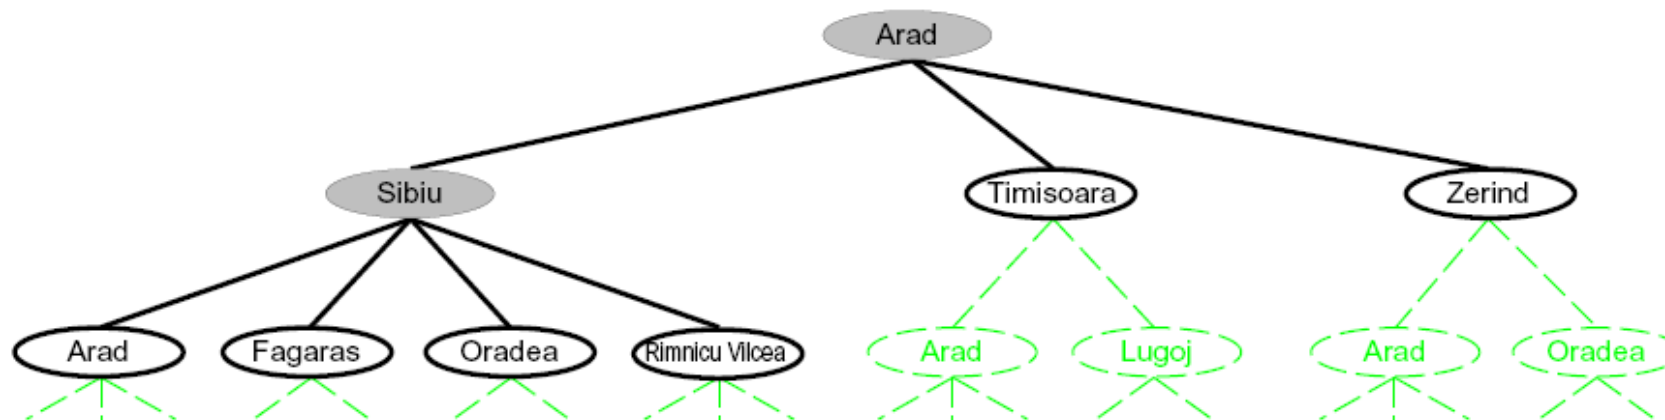 Arad
Sibiu
Timisoara
Zerind
Arad
Fagaras
Oradea
Rimnicu Vilcea
Arad
Lugoj
Arad
Oradea